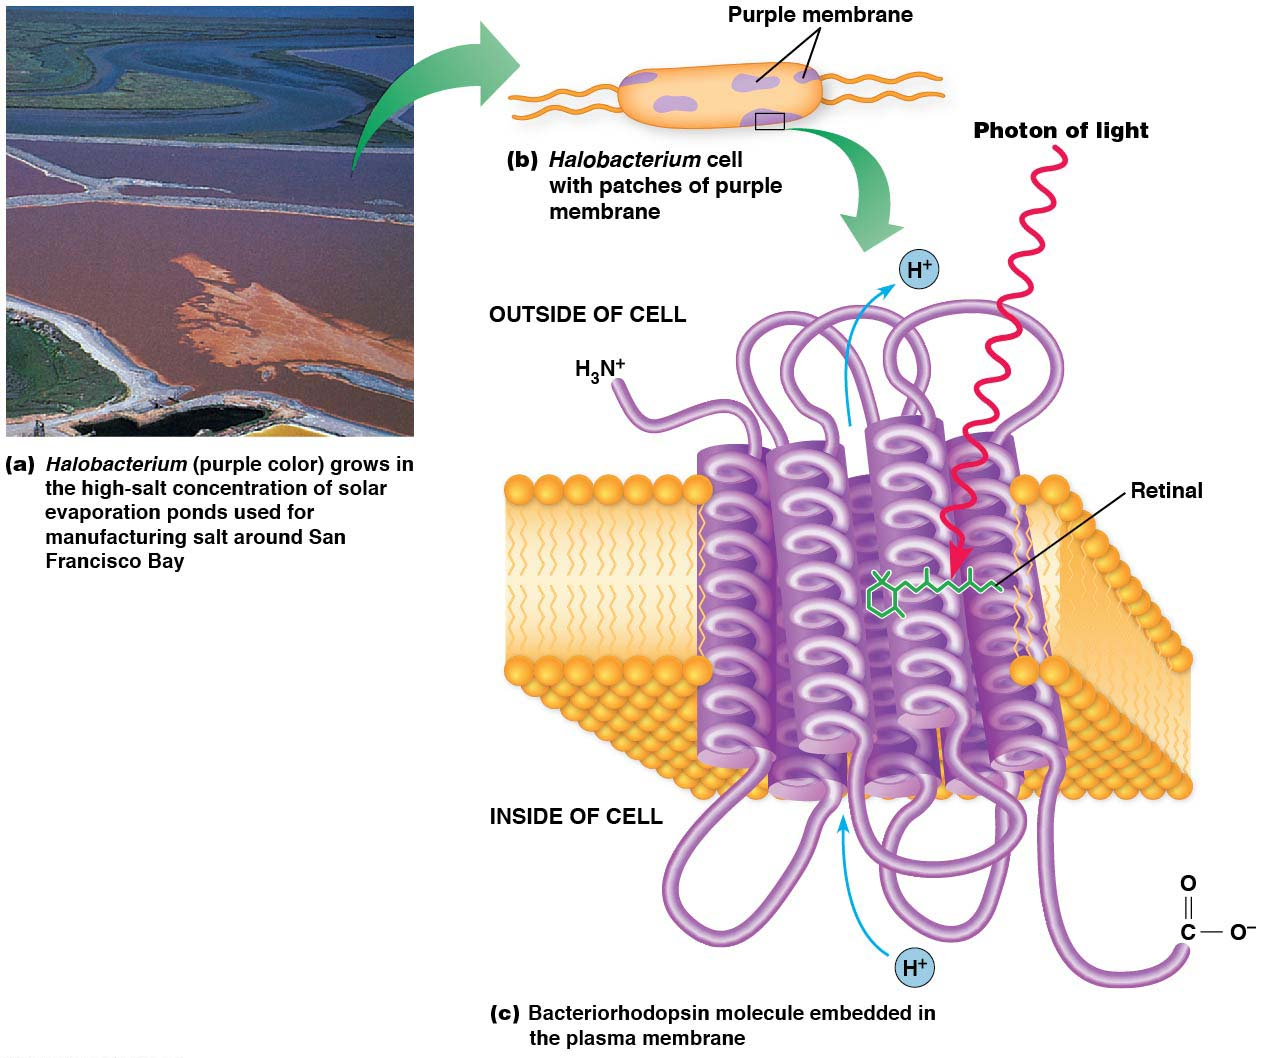 Purple membrane
Photon of light
(b) Halobacterium cell
with patches of purple
membrane
H+
OUTSIDE OF CELL
H3N+
(a) Halobacterium (purple color) grows in
the high-salt concentration of solar
evaporation ponds used for
manufacturing salt around San
Francisco Bay
Retinal
INSIDE OF CELL
O
C — O−
H+
(c) Bacteriorhodopsin molecule embedded in
the plasma membrane